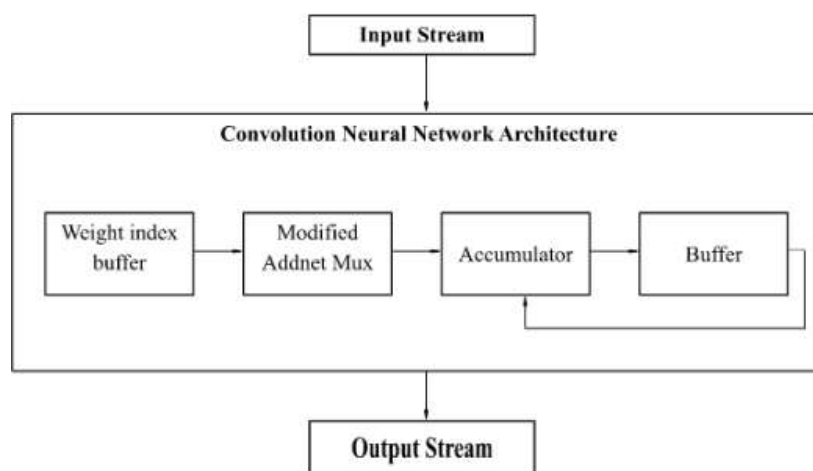 Input Stream
Convolution Neural Network Architecture
Weight index
buffer
Modified
Addnet Mux
Accumulator
Buffer
Output Stream